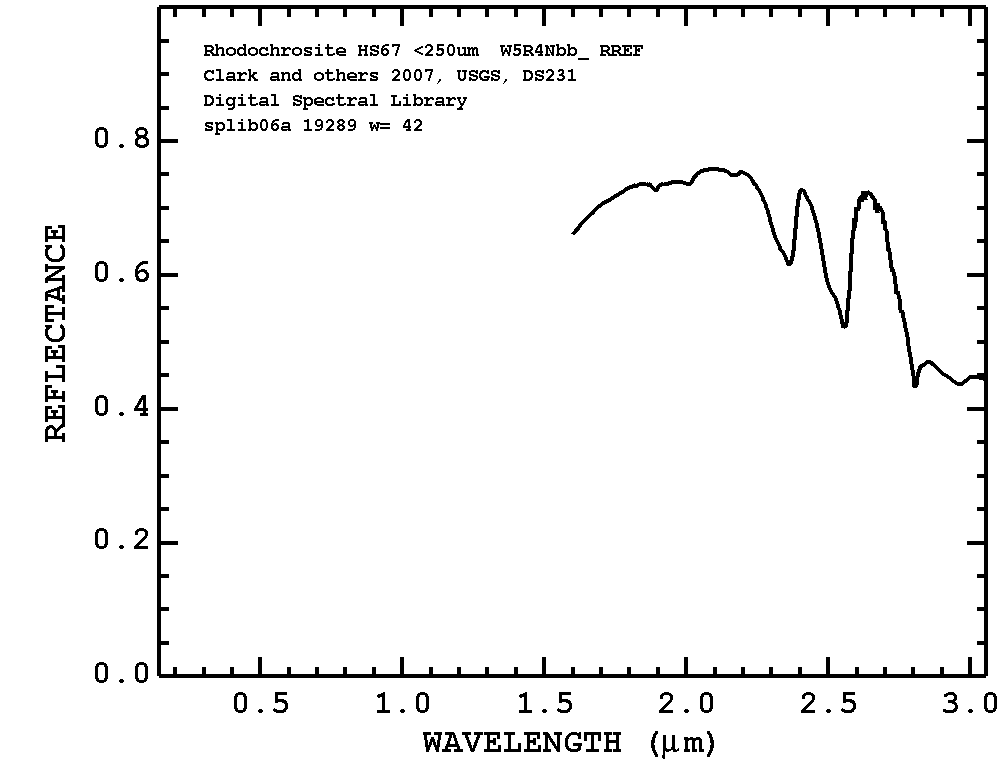 Rhodochrosite HS67 <250um W5R4Nbb_ RREF
Clark and others 2007, USGS, DS231
Digital Spectral Library
splib06a 19289 w= 42
REFLECTANCE
0.8
0.6
0.4
0.2
0.0
0.5 1.0 1.5 2.0 2.5 3.0
WAVELENGTH (μm)